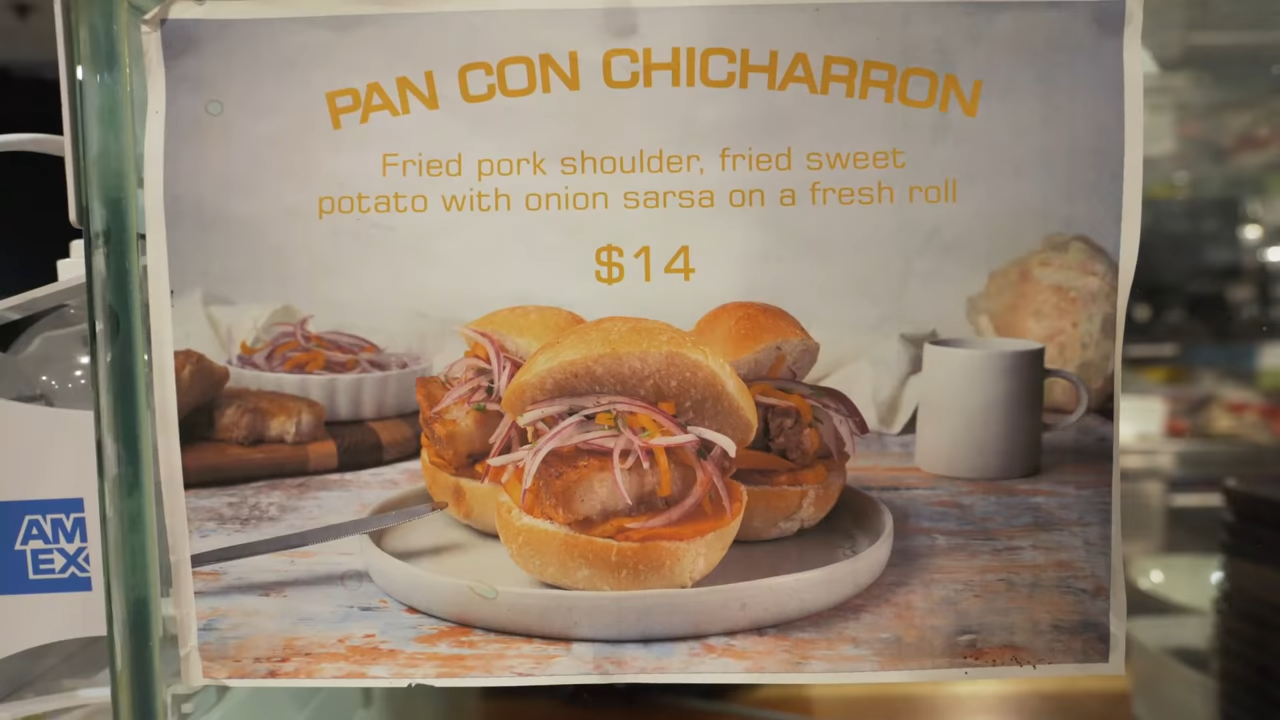 PAN CON CHICHARRON
Fried pork shoulder, fried sweet
potato with onion sarsa on a fresh roll
$14
AM
EX